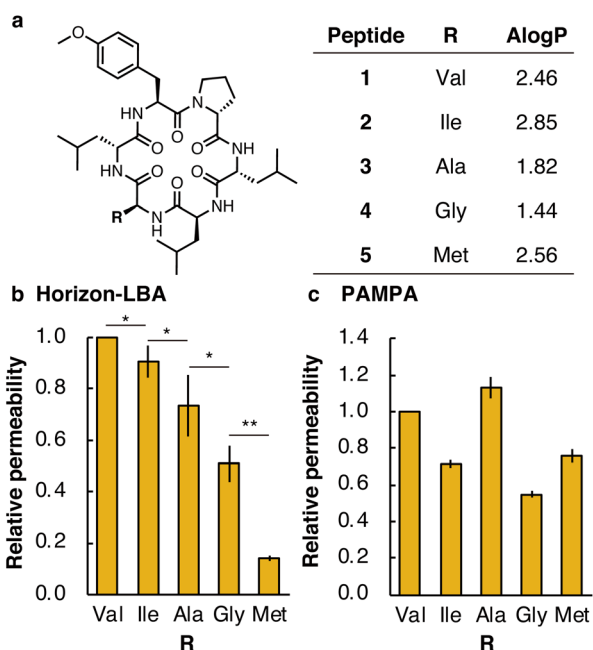 a
Peptide R AlogP
1 Val 2.46
2 Ile 2.85
3 Ala 1.82
4 Gly 1.44
5 Met 2.56
O
HN O N
O O NH
HN O O O
R N H O NH
b Horizon-LBA
Relative permeability
1.0
0.8
0.6
0.4
0.2
0.0
* * * **
Val Ile Ala Gly Met
R
c PAMPA
Relative permeability
1.4
1.2
1.0
0.8
0.6
0.4
0.2
0.0
Val Ile Ala Gly Met
R